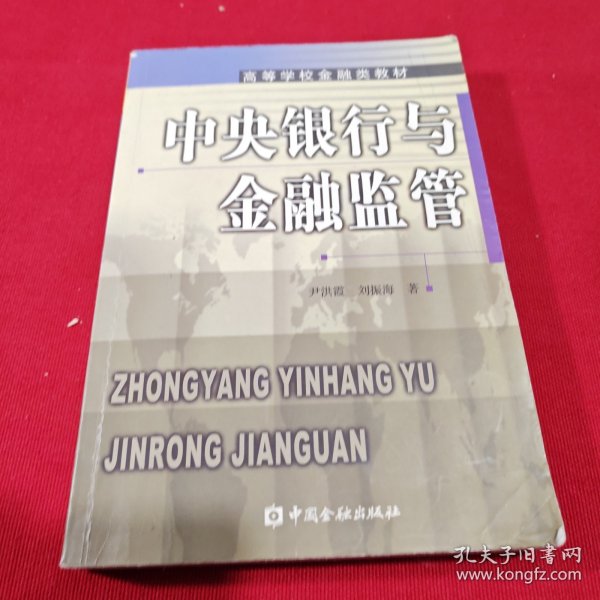 高等学校金融类教材
中央银行与
金融监管
尹洪霞 刘振海 著
ZHONGYANG YINHANG YU
JINRONG JIANGUAN
中国金融出版社
孔夫子旧书网
www.kongfz.com